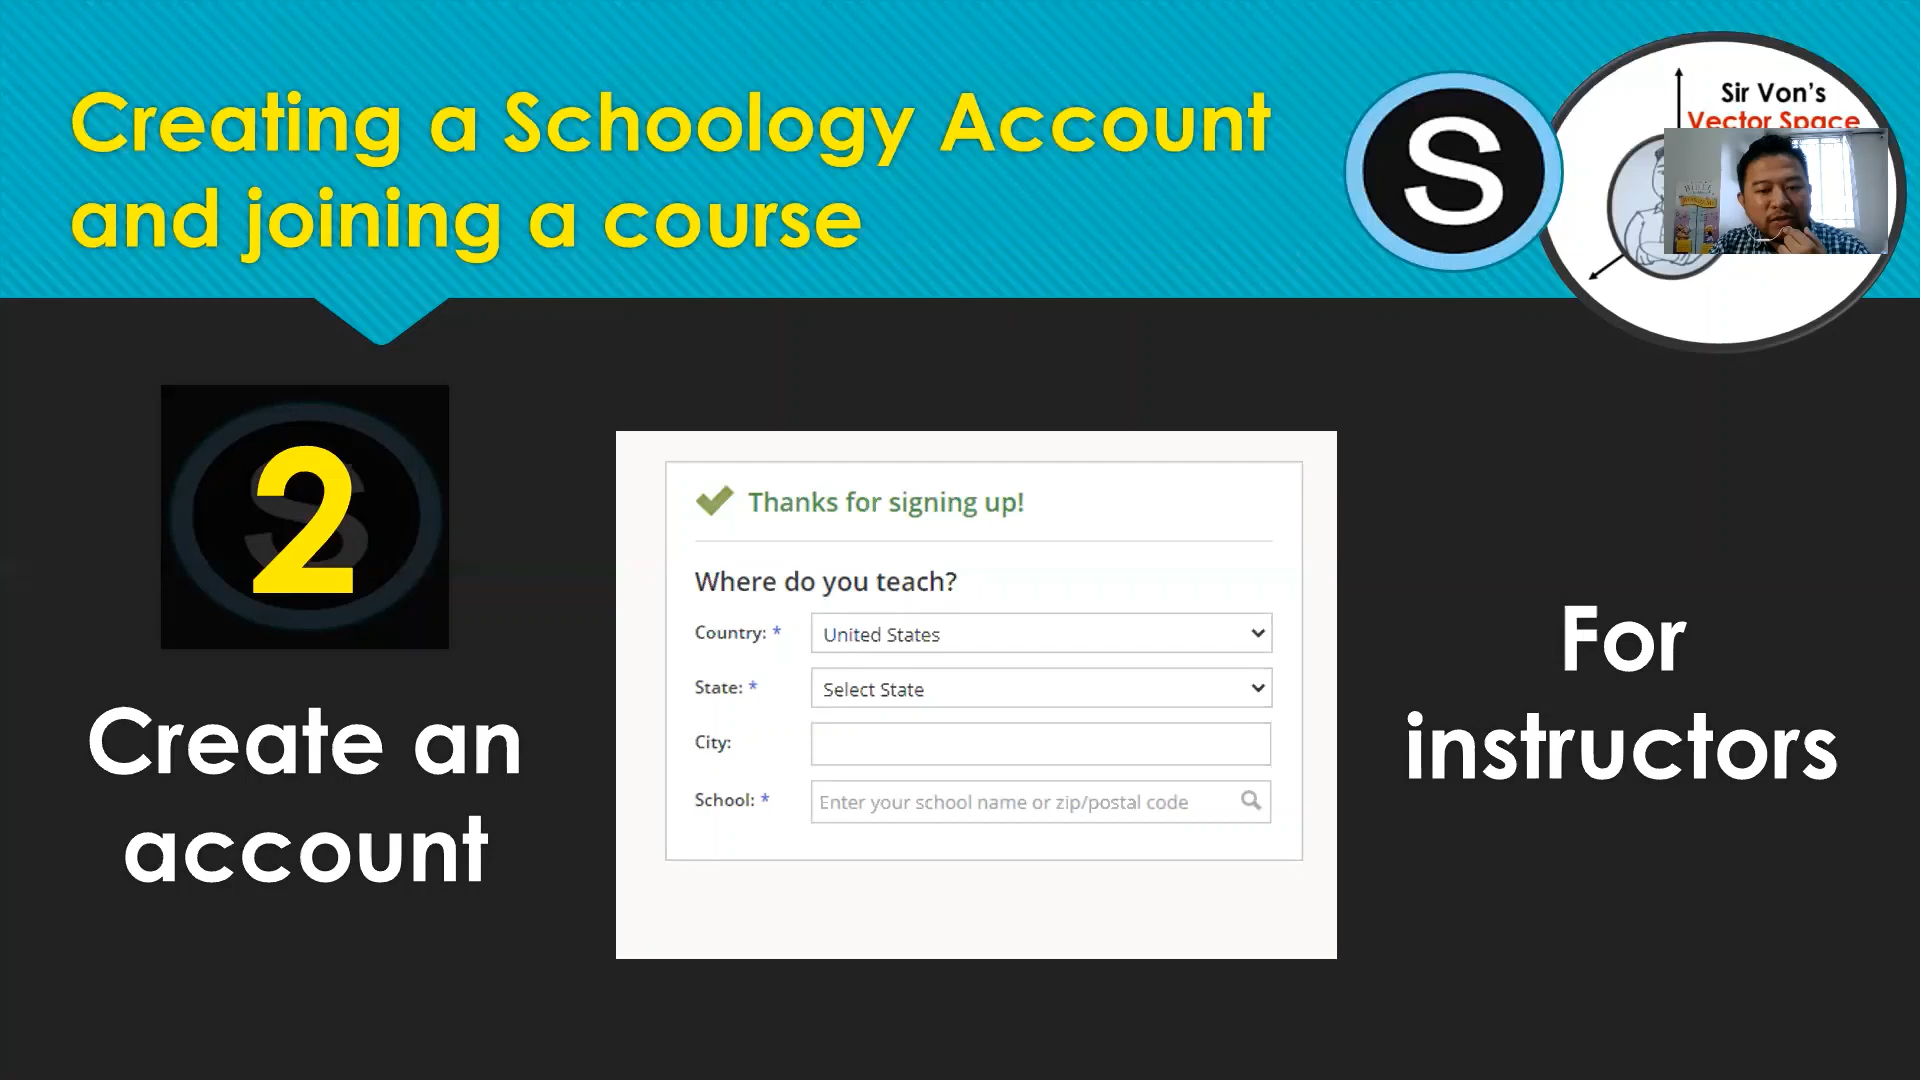 Creating a Schoology Account
and joining a course
S
Sir Von's
Vector Space
2
Create an
account
Thanks for signing up!
Where do you teach?
Country: * United States
State: * Select State
City:
School: * Enter your school name or zip/postal code
For
instructors